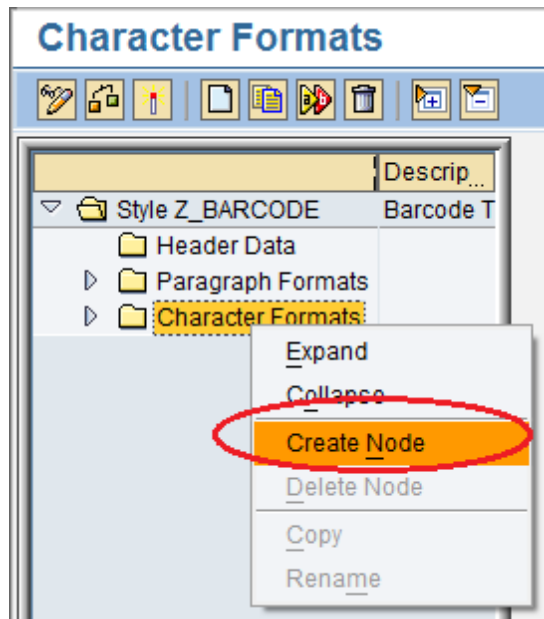 Character Formats
Descrip...
Style Z_BARCODE Barcode T
Header Data
Paragraph Formats
Character Formats
Expand
Collapse
Create Node
Delete Node
Copy
Rename